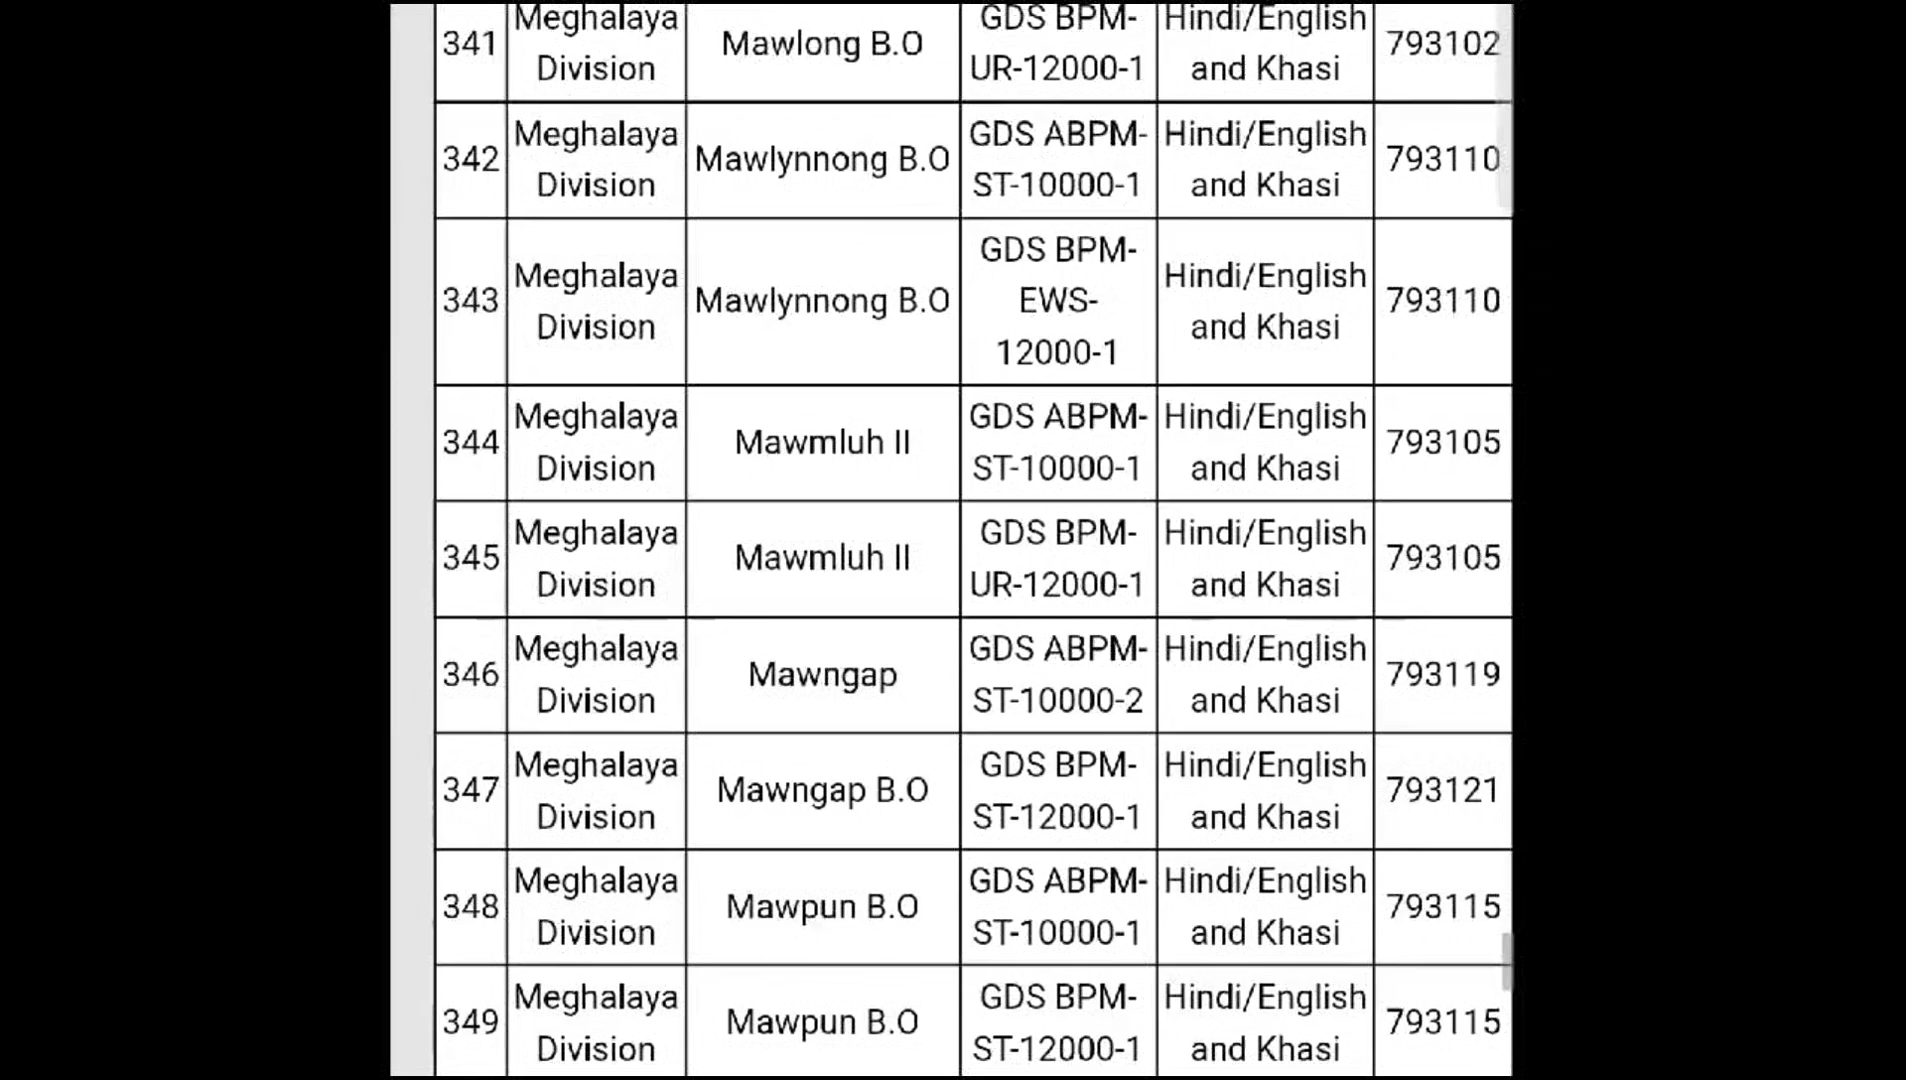 341 Meghalaya Division Mawlong B.O GDS BPM-UR-12000-1 Hindi/English and Khasi 793102
342 Meghalaya Division Mawlynnong B.O GDS ABPM-ST-10000-1 Hindi/English and Khasi 793110
343 Meghalaya Division Mawlynnong B.O GDS BPM-EWS-12000-1 Hindi/English and Khasi 793110
344 Meghalaya Division Mawmluh II GDS ABPM-ST-10000-1 Hindi/English and Khasi 793105
345 Meghalaya Division Mawmluh II GDS BPM-UR-12000-1 Hindi/English and Khasi 793105
346 Meghalaya Division Mawngap GDS ABPM-ST-10000-2 Hindi/English and Khasi 793119
347 Meghalaya Division Mawngap B.O GDS BPM-ST-12000-1 Hindi/English and Khasi 793121
348 Meghalaya Division Mawpun B.O GDS ABPM-ST-10000-1 Hindi/English and Khasi 793115
349 Meghalaya Division Mawpun B.O GDS BPM-ST-12000-1 Hindi/English and Khasi 793115